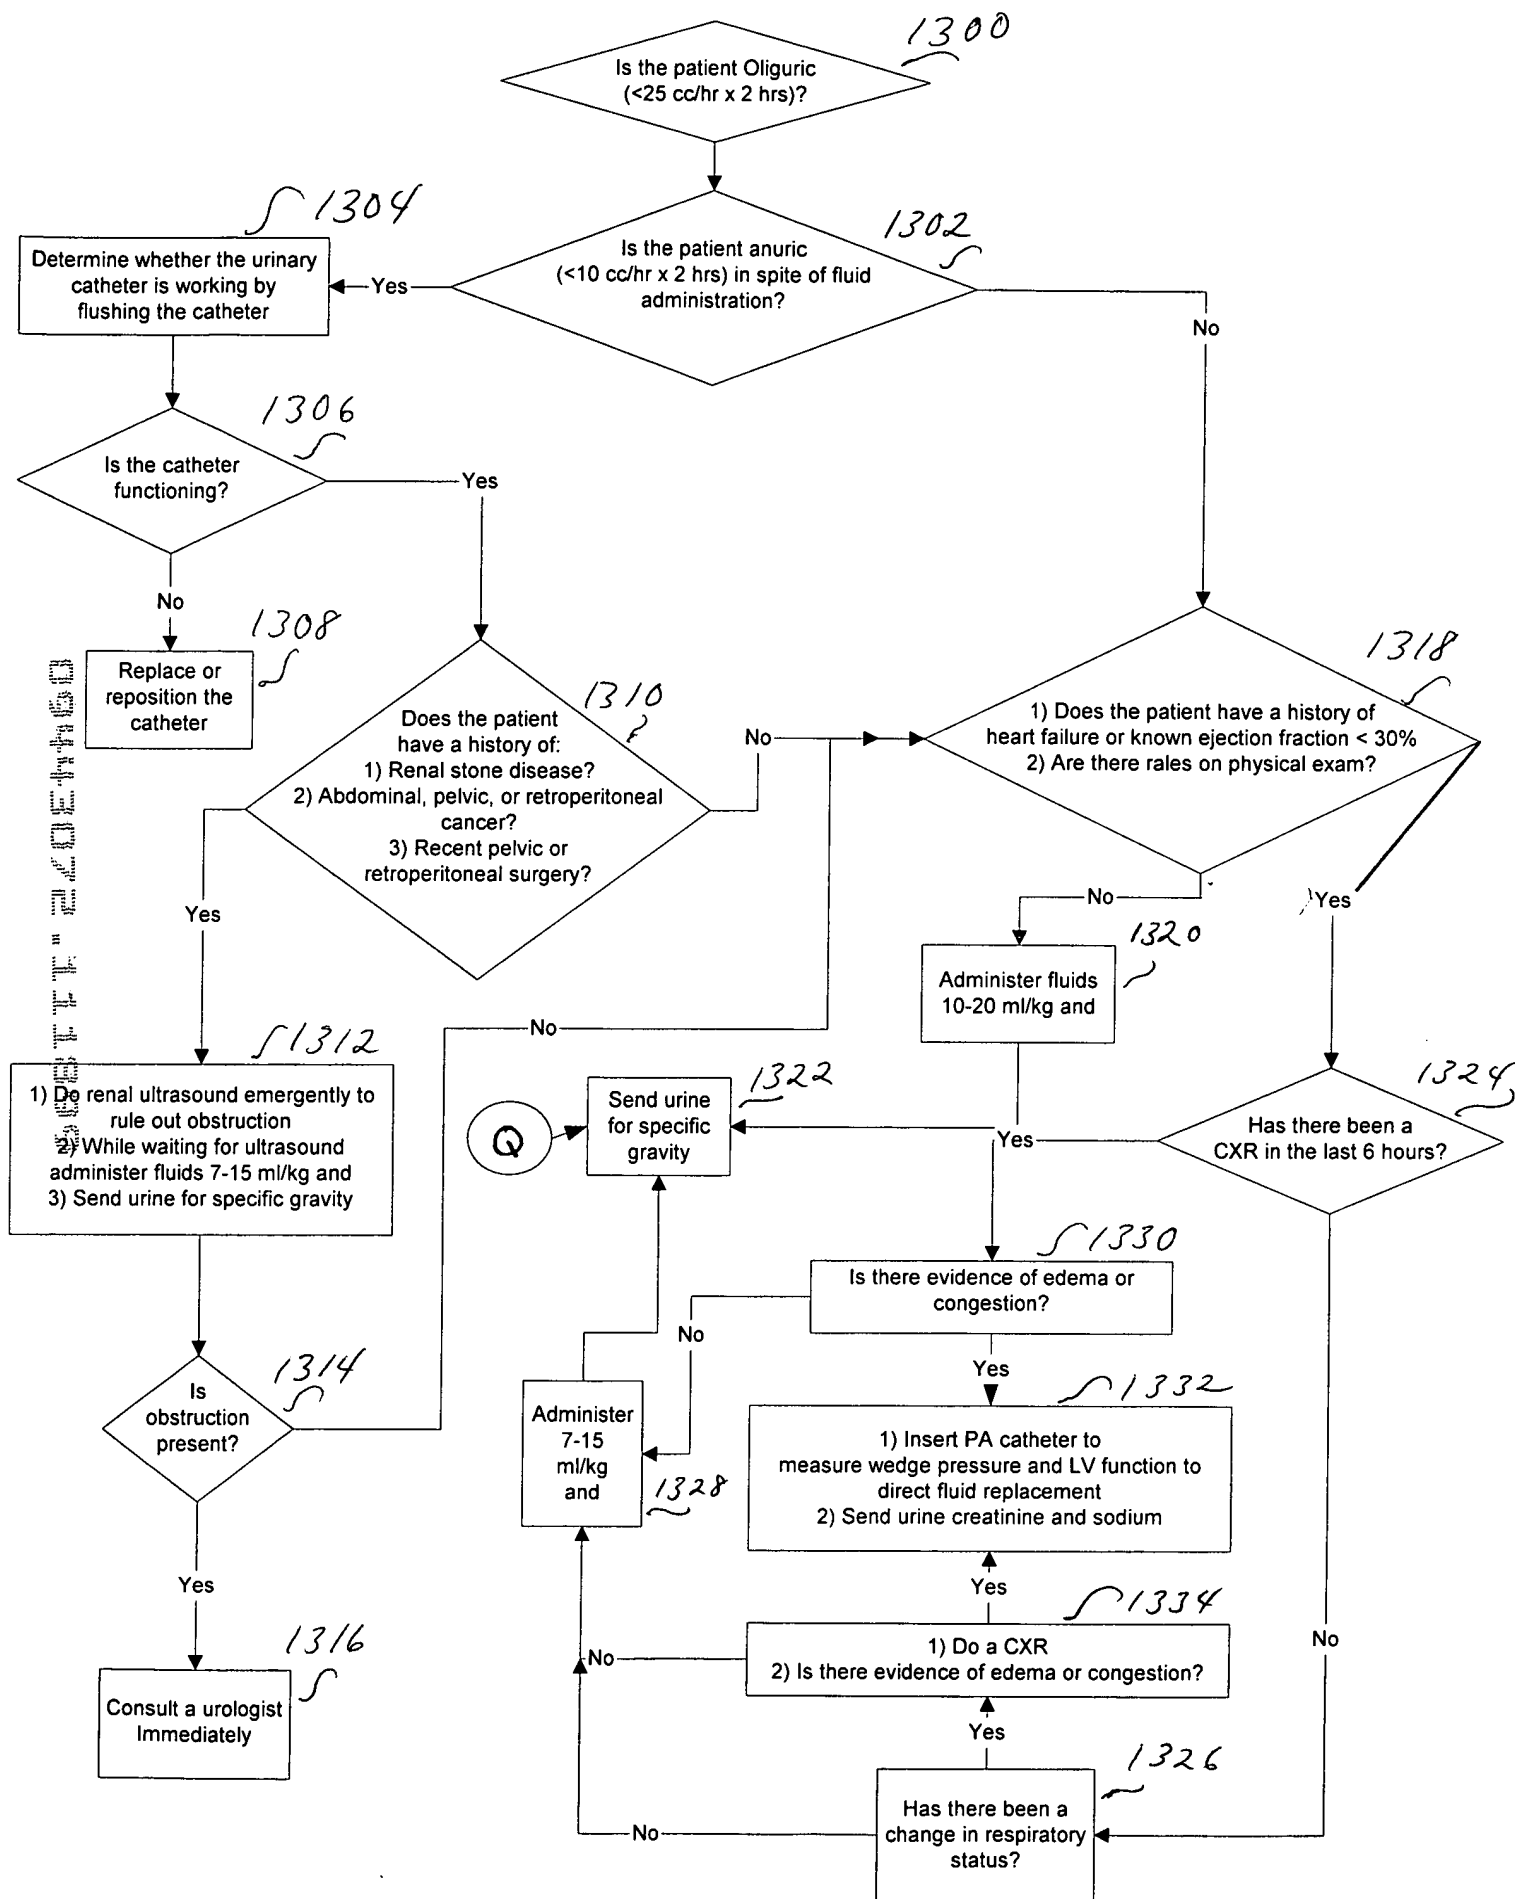 1300
Is the patient Oliguric
(<25 cc/hr x 2 hrs)?
1304
1302
Determine whether the urinary
catheter is working by
flushing the catheter
Yes
Is the patient anuric
(<10 cc/hr x 2 hrs) in spite of fluid
administration?
No
1306
Is the catheter
functioning?
Yes
No
1308
Replace or
reposition the
catheter
1310
Does the patient
have a history of:
1) Renal stone disease?
2) Abdominal, pelvic, or retroperitoneal
cancer?
3) Recent pelvic or
retroperitoneal surgery?
No
1318
1) Does the patient have a history of
heart failure or known ejection fraction < 30%
2) Are there rales on physical exam?
Yes
No
Yes
1320
Administer fluids
10-20 ml/kg and
No
1312
1) Do renal ultrasound emergently to
rule out obstruction
2) While waiting for ultrasound
administer fluids 7-15 ml/kg and
3) Send urine for specific gravity
1322
Send urine
for specific
gravity
Q
Yes
1324
Has there been a
CXR in the last 6 hours?
1330
Is there evidence of edema or
congestion?
No
Yes
1314
Is
obstruction
present?
1332
1) Insert PA catheter to
measure wedge pressure and LV function to
direct fluid replacement
2) Send urine creatinine and sodium
Administer
7-15
ml/kg
and
1328
Yes
Yes
1334
1) Do a CXR
2) Is there evidence of edema or congestion?
No
No
1316
Consult a urologist
Immediately
Yes
1326
Has there been a
change in respiratory
status?
No